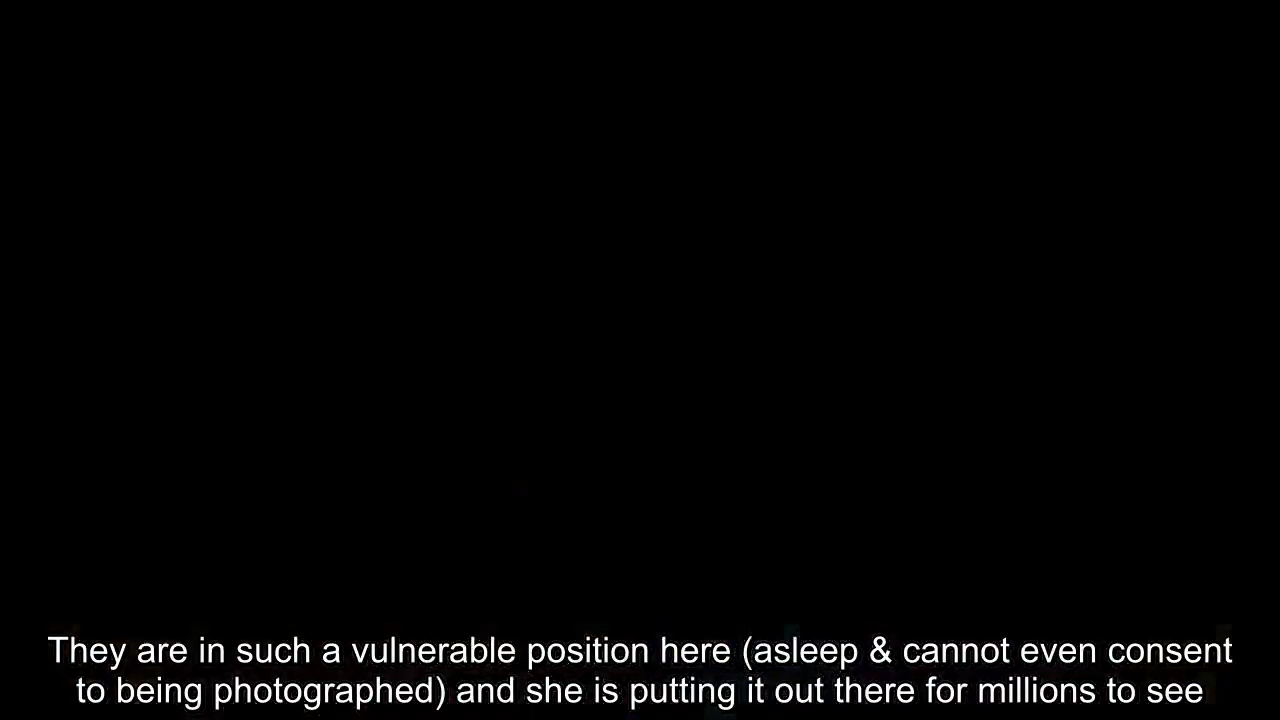 They are in such a vulnerable position here (asleep & cannot even consent
to being photographed) and she is putting it out there for millions to see